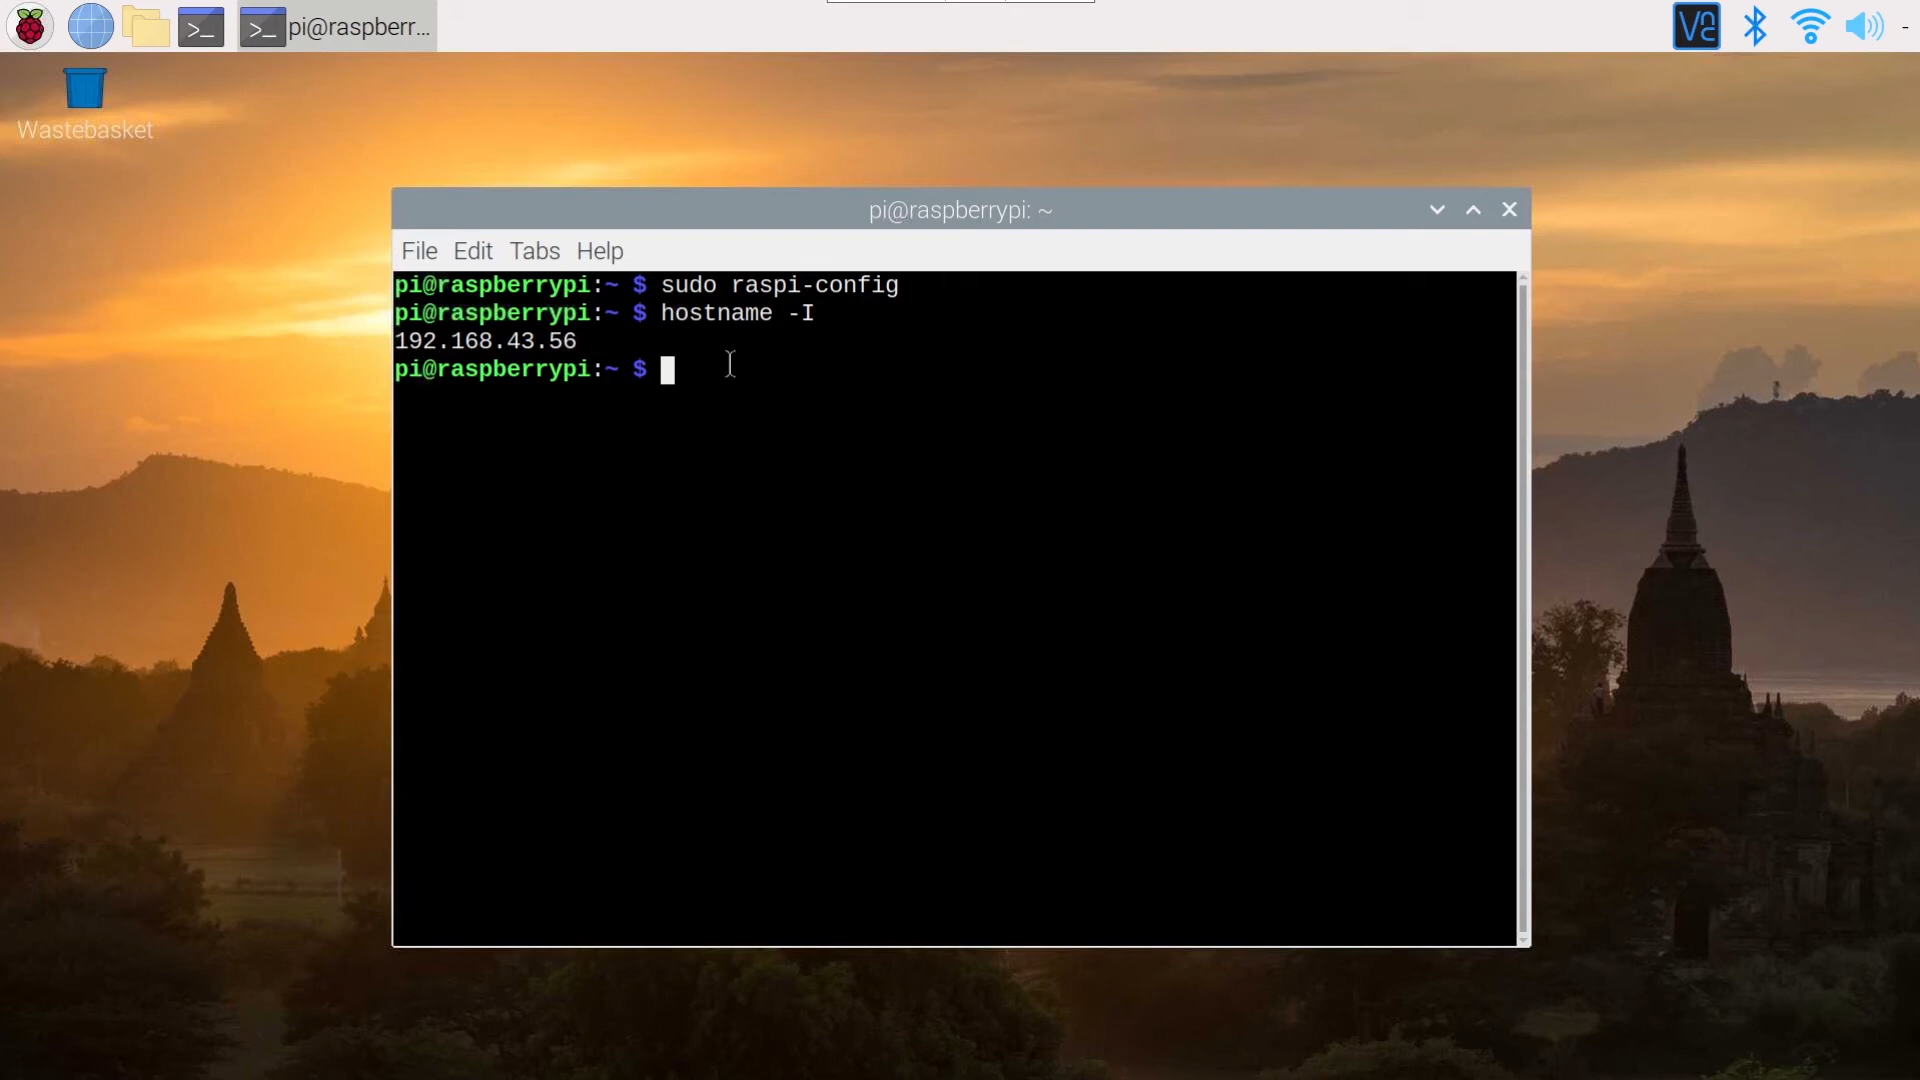 pi@raspberr...
Wastebasket
pi@raspberrypi: ~
File Edit Tabs Help
pi@raspberrypi:~ $ sudo raspi-config
pi@raspberrypi:~ $ hostname -I
192.168.43.56
pi@raspberrypi:~ $